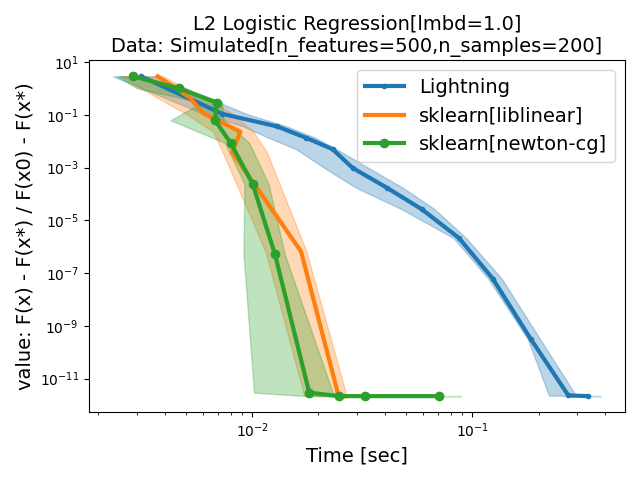 L2 Logistic Regression[lmbd=1.0]
Data: Simulated[n_features=500,n_samples=200]
value: F(x) - F(x*) / F(x0) - F(x*)
10¹
10⁻¹
10⁻³
10⁻⁵
10⁻⁷
10⁻⁹
10⁻¹¹
Lightning
sklearn[liblinear]
sklearn[newton-cg]
10⁻²
10⁻¹
Time [sec]